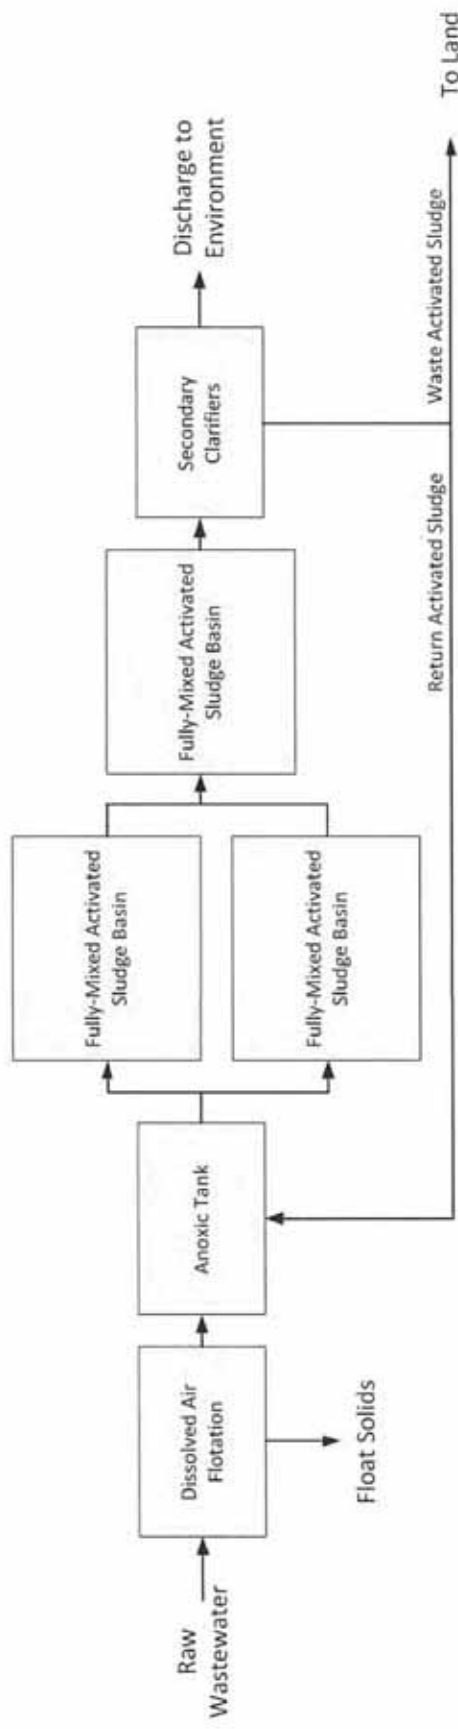 Raw
Wastewater
Dissolved Air
Flotation
Float Solids
Anoxic Tank
Fully-Mixed Activated
Sludge Basin
Fully-Mixed Activated
Sludge Basin
Fully-Mixed Activated
Sludge Basin
Secondary
Clarifiers
Discharge to
Environment
Return Activated Sludge
Waste Activated Sludge
To Land